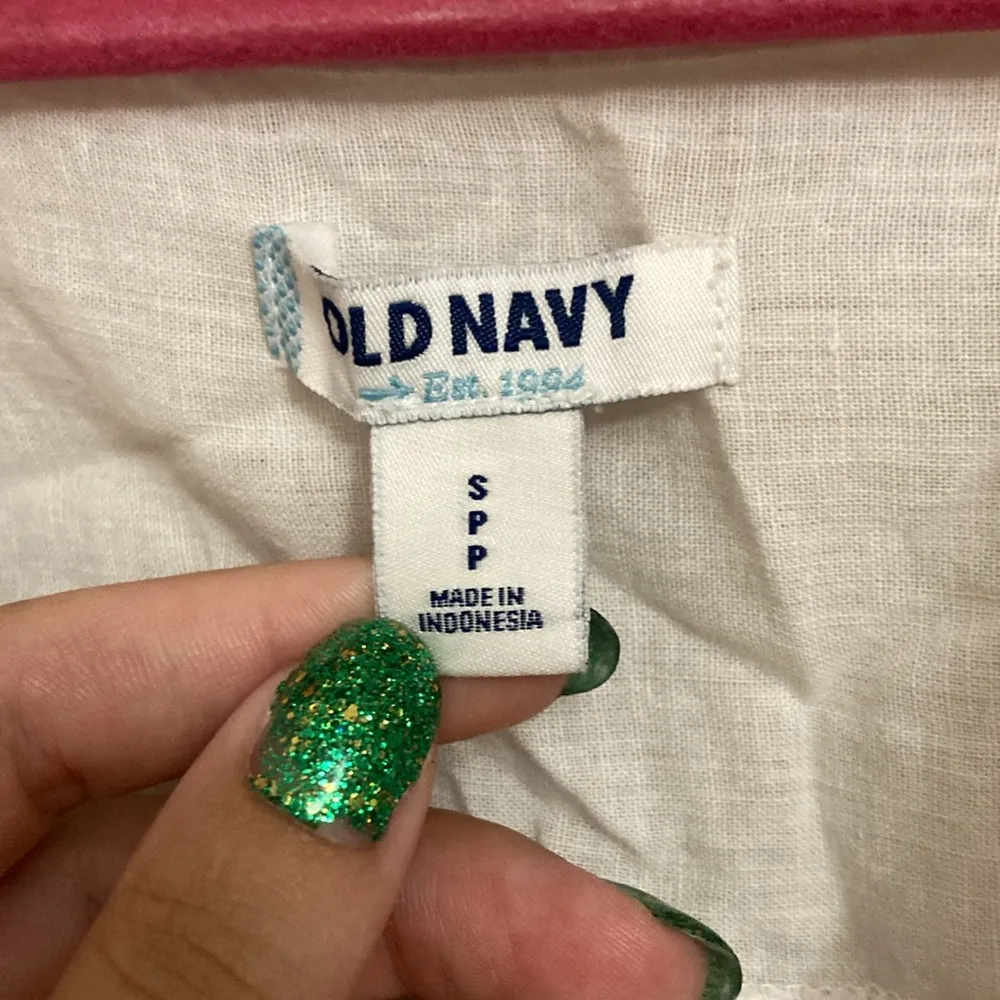 OLD NAVY
Est. 1994
S
P
P
MADE IN
INDONESIA